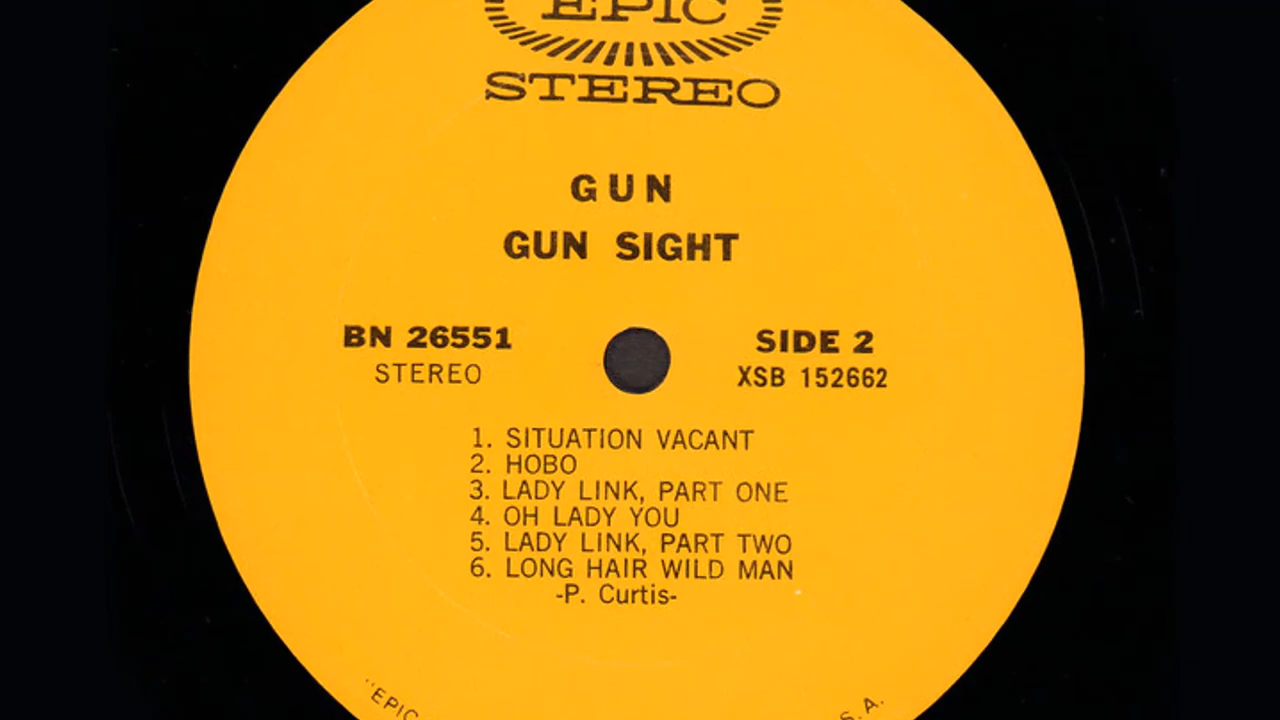 EPIC
STEREO
GUN
GUN SIGHT
BN 26551
STEREO
SIDE 2
XSB 152662
1. SITUATION VACANT
2. HOBO
3. LADY LINK, PART ONE
4. OH LADY YOU
5. LADY LINK, PART TWO
6. LONG HAIR WILD MAN
-P. Curtis-
"EPIC
S.A.